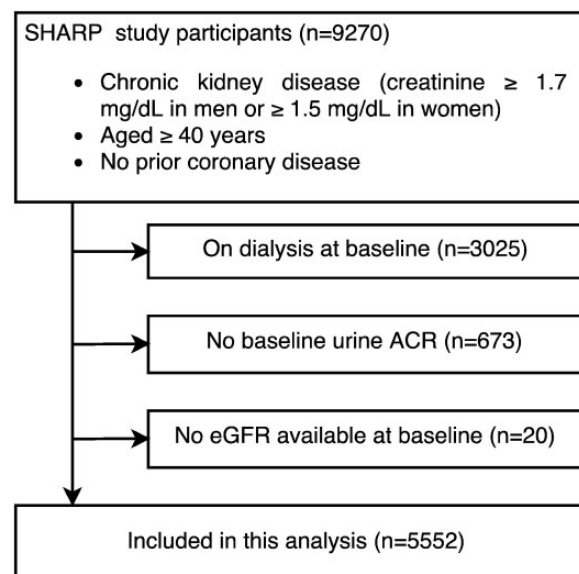 SHARP study participants (n=9270)
• Chronic kidney disease (creatinine ≥ 1.7
mg/dL in men or ≥ 1.5 mg/dL in women)
• Aged ≥ 40 years
• No prior coronary disease
On dialysis at baseline (n=3025)
No baseline urine ACR (n=673)
No eGFR available at baseline (n=20)
Included in this analysis (n=5552)